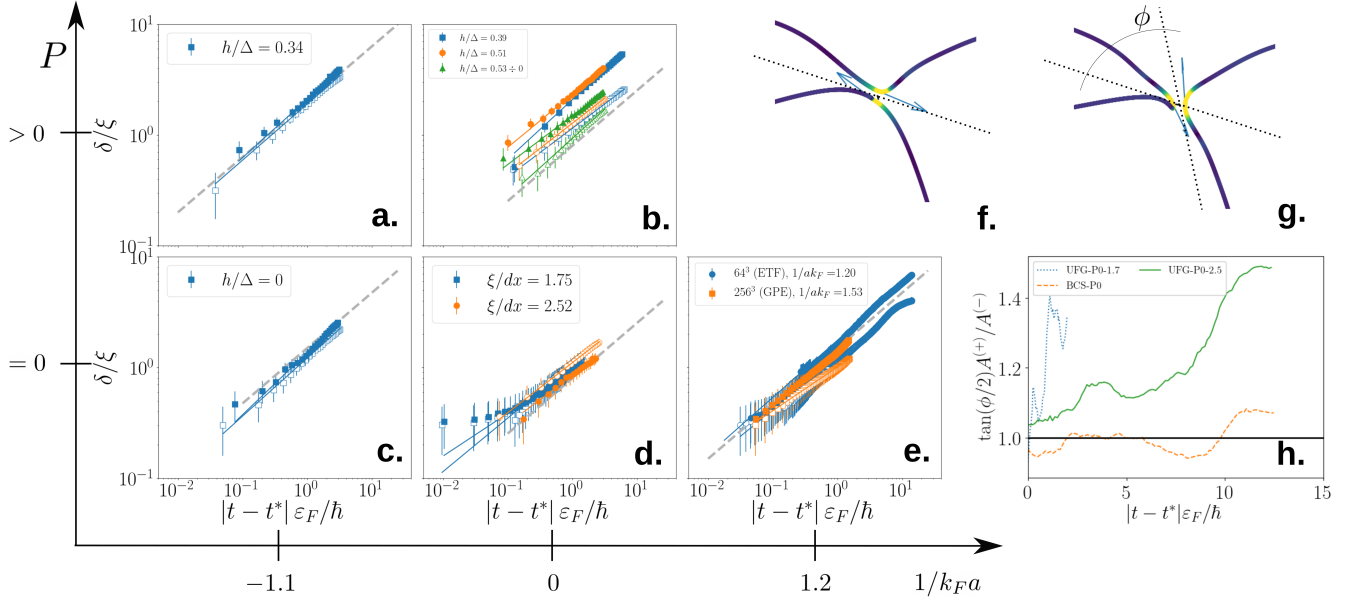 P
> 0
= 0
10^1
10^0
10^{-1}
δ/ξ
h/Δ = 0.34
a.
h/Δ = 0.39
h/Δ = 0.51
h/Δ = 0.53 ÷ 0
b.
f.
ϕ
g.
10^1
10^0
10^{-1}
δ/ξ
h/Δ = 0
c.
10^{-2} 10^{-1} 10^0 10^1
|t − t*| ε_F/ħ
ξ/dx = 1.75
ξ/dx = 2.52
d.
10^{-2} 10^{-1} 10^0 10^1
|t − t*| ε_F/ħ
64³ (ETF), 1/ak_F =1.20
256³ (GPE), 1/ak_F =1.53
e.
10^{-2} 10^{-1} 10^0 10^1
|t − t*| ε_F/ħ
UFG-P0-1.7
BCS-P0
UFG-P0-2.5
1.4
1.2
1.0
tan(ϕ/2)A^{(+)}/A^{(−)}
h.
0 5 10 15
|t − t*|ε_F/ħ
−1.1 0 1.2 1/k_F a